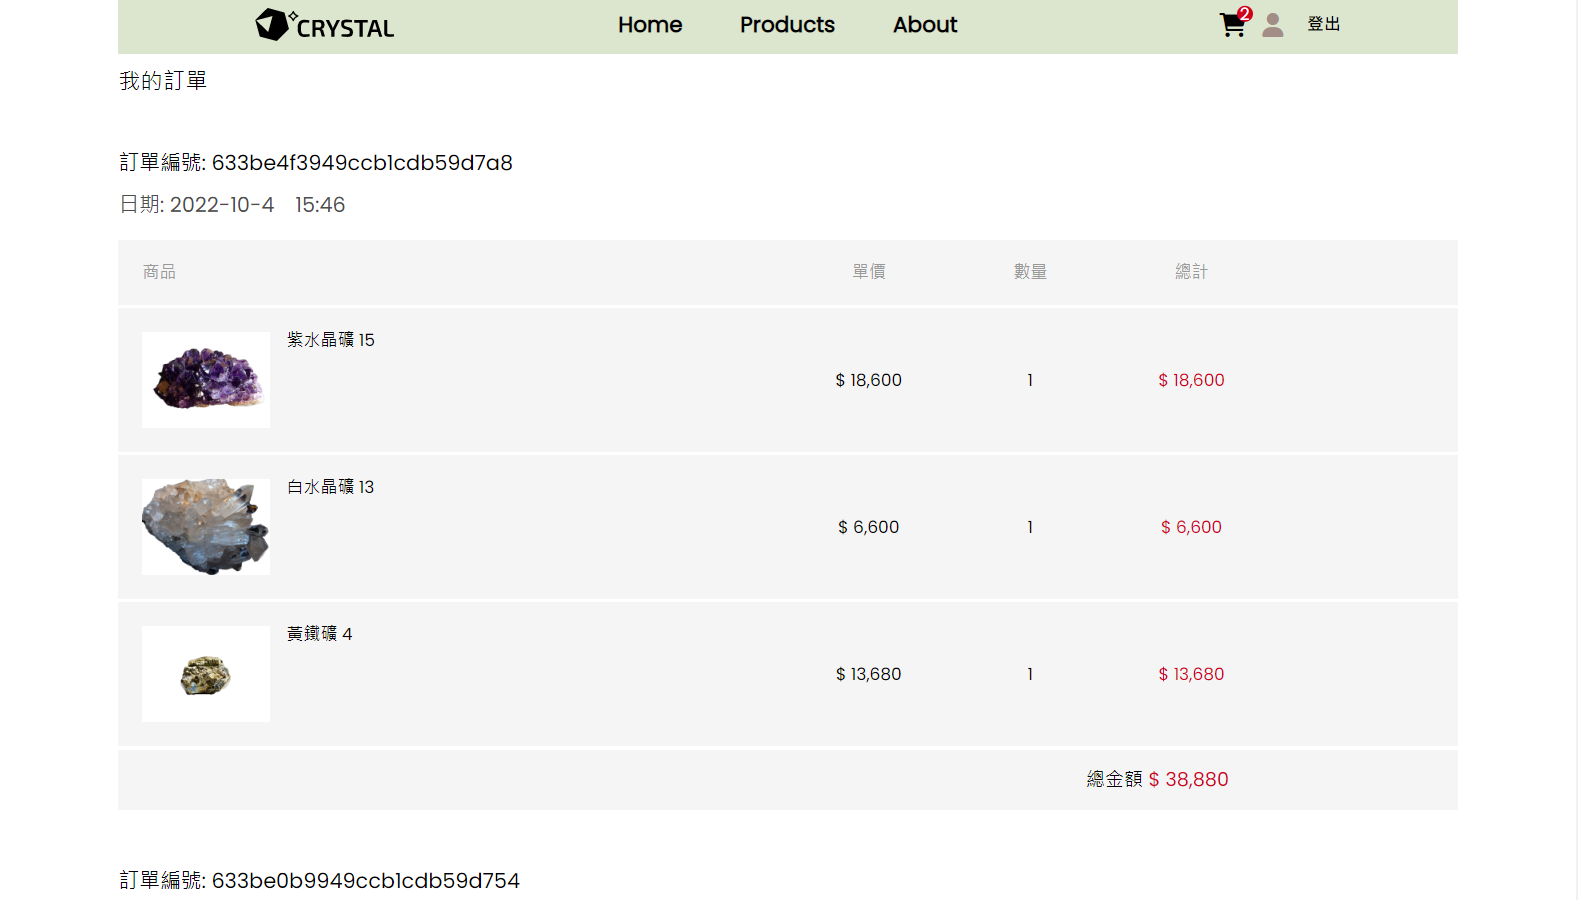 CRYSTAL Home Products About 2 登出
我的訂單
訂單編號: 633be4f3949ccb1cdb59d7a8
日期: 2022-10-4 15:46
商品 單價 數量 總計
紫水晶礦 15
$ 18,600 1 $ 18,600
白水晶礦 13
$ 6,600 1 $ 6,600
黃鐵礦 4
$ 13,680 1 $ 13,680
總金額 $ 38,880
訂單編號: 633be0b9949ccb1cdb59d754